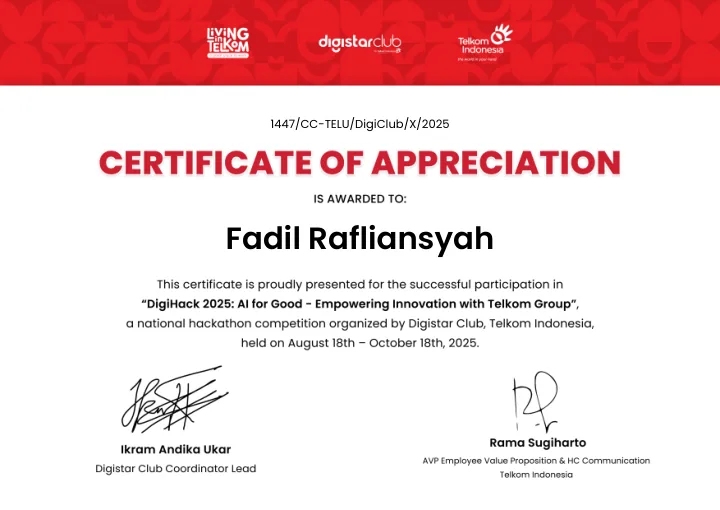 LiViNG
in
TELKOM
digistarclub
Telkom
Indonesia
the world in your hand
1447/CC-TELU/DigiClub/X/2025
CERTIFICATE OF APPRECIATION
IS AWARDED TO:
Fadil Rafliansyah
This certificate is proudly presented for the successful participation in
“DigiHack 2025: AI for Good - Empowering Innovation with Telkom Group”,
a national hackathon competition organized by Digistar Club, Telkom Indonesia,
held on August 18th – October 18th, 2025.
Ikram Andika Ukar
Digistar Club Coordinator Lead
Rama Sugiharto
AVP Employee Value Proposition & HC Communication
Telkom Indonesia